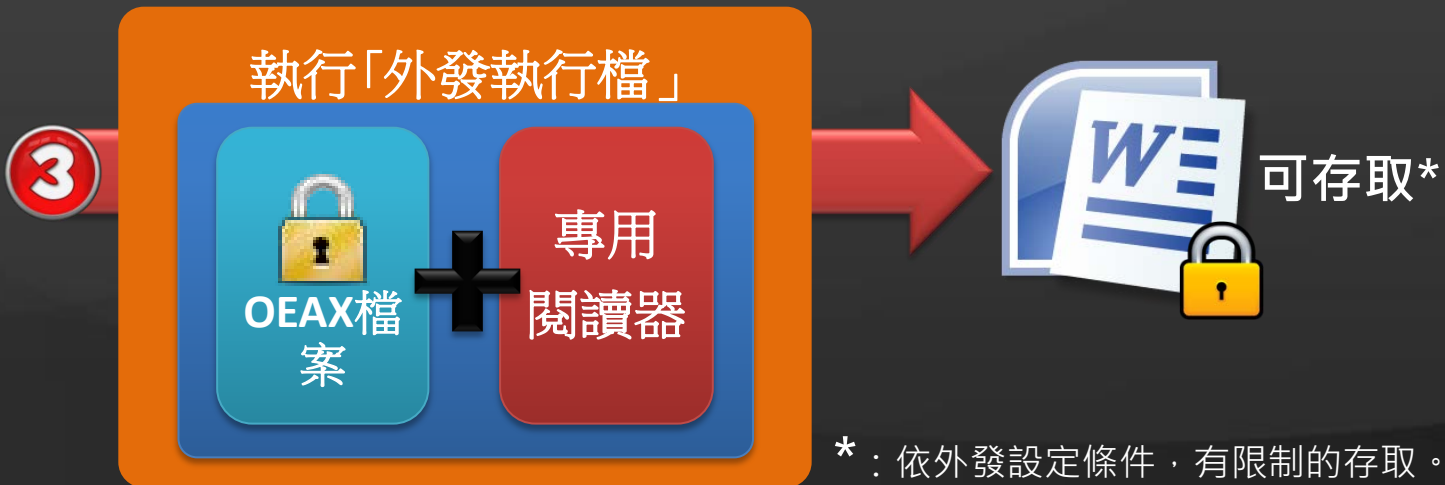 執行「外發執行檔」
3
OEAX檔
案
專用
閱讀器
W
可存取*
*：依外發設定條件，有限制的存取。